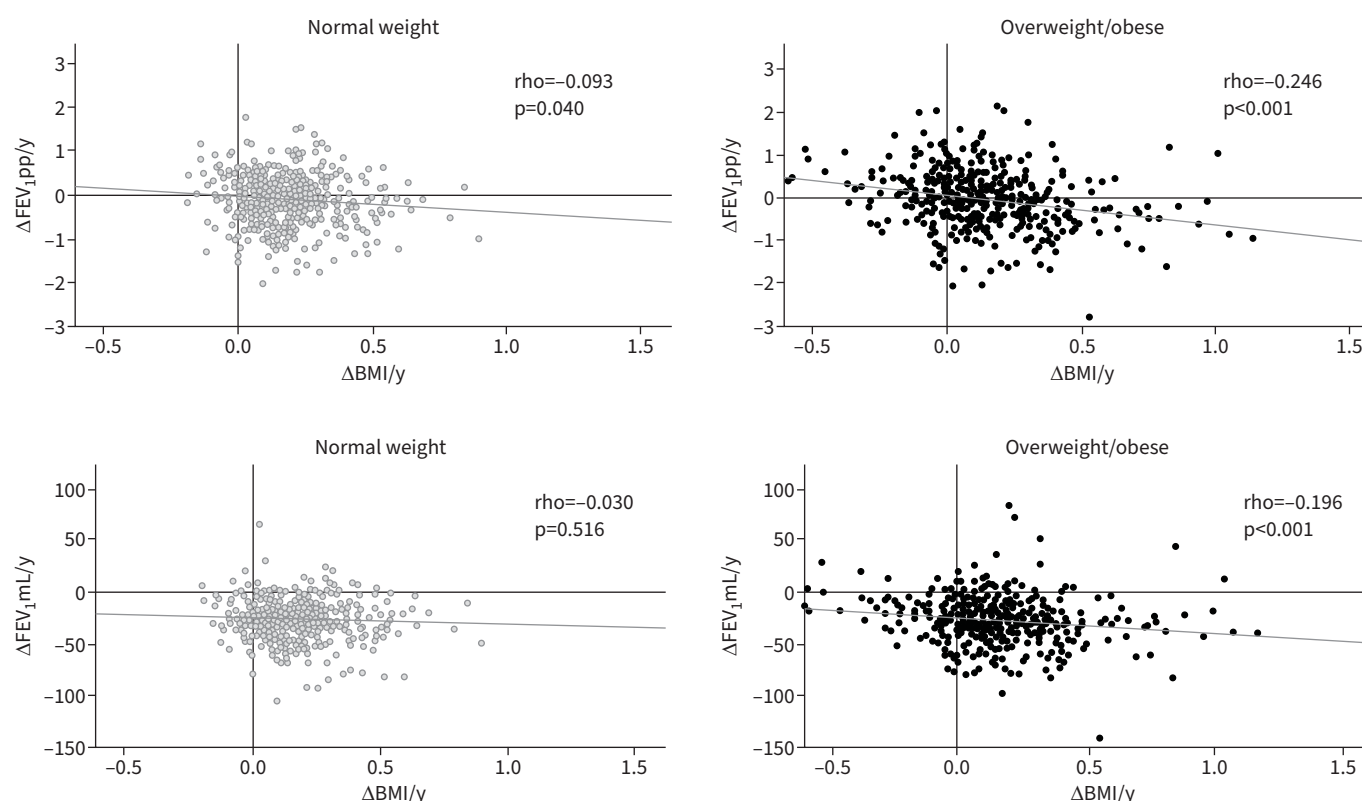 Normal weight
rho=–0.093
p=0.040
ΔFEV₁pp/y
3
2
1
0
–1
–2
–3
–0.5 0.0 0.5 1.0 1.5
ΔBMI/y
Overweight/obese
rho=–0.246
p<0.001
ΔFEV₁pp/y
3
2
1
0
–1
–2
–3
–0.5 0.0 0.5 1.0 1.5
ΔBMI/y
Normal weight
rho=–0.030
p=0.516
ΔFEV₁mL/y
100
50
0
–50
–100
–150
–0.5 0.0 0.5 1.0 1.5
ΔBMI/y
Overweight/obese
rho=–0.196
p<0.001
ΔFEV₁mL/y
100
50
0
–50
–100
–150
–0.5 0.0 0.5 1.0 1.5
ΔBMI/y